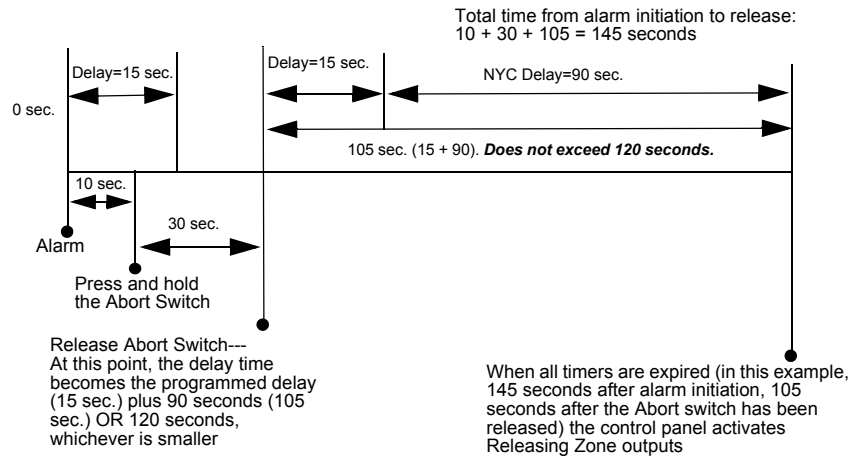 Total time from alarm initiation to release:
10 + 30 + 105 = 145 seconds
Delay=15 sec.
Delay=15 sec.
NYC Delay=90 sec.
0 sec.
105 sec. (15 + 90). Does not exceed 120 seconds.
10 sec.
30 sec.
Alarm
Press and hold
the Abort Switch
Release Abort Switch---
At this point, the delay time
becomes the programmed delay
(15 sec.) plus 90 seconds (105
sec.) OR 120 seconds,
whichever is smaller
When all timers are expired (in this example,
145 seconds after alarm initiation, 105
seconds after the Abort switch has been
released) the control panel activates
Releasing Zone outputs